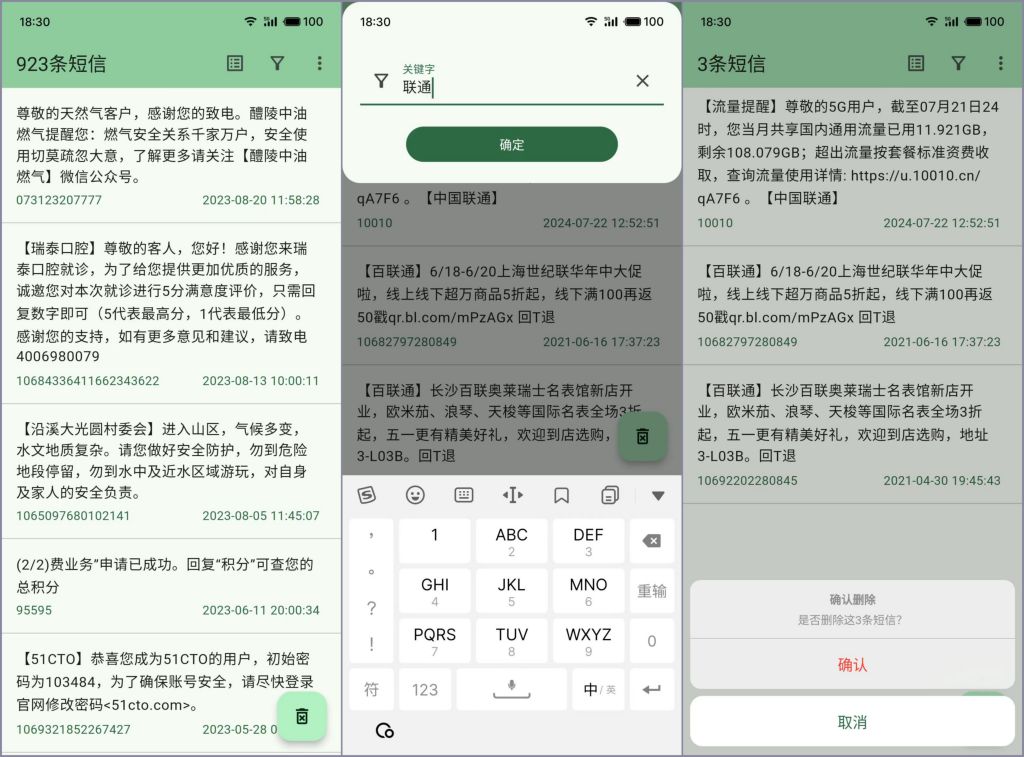 18:30
100
923条短信
尊敬的天然气客户，感谢您的致电。醴陵中油
燃气提醒您：燃气安全关系千家万户，安全使
用切莫疏忽大意，了解更多请关注【醴陵中油
燃气】微信公众号。
073123207777
2023-08-20 11:58:28
【瑞泰口腔】尊敬的客人，您好！感谢您来瑞
泰口腔就诊，为了给您提供更加优质的服务，
诚邀您对本次就诊进行5分满意度评价，只需回
复数字即可（5代表最高分，1代表最低分）。
感谢您的支持，如有更多意见和建议，请致电
4006980079
10684336411662343622
2023-08-13 10:00:11
【沿溪大光圆村委会】进入山区，气候多变，
水文地质复杂。请您做好安全防护，勿到危险
地段停留，勿到水中及近水区域游玩，对自身
及家人的安全负责。
1065097680102141
2023-08-05 11:45:07
(2/2)费业务”申请已成功。回复“积分”可查您的
总积分
95595
2023-06-11 20:00:34
【51CTO】恭喜您成为51CTO的用户，初始密
码为103484，为了确保账号安全，请尽快登录
官网修改密码<51cto.com>。
1069321852267427
2023-05-28 0
18:30
100
关键字
联通
确定
qA7F6 。【中国联通】
10010
2024-07-22 12:52:51
【百联通】6/18-6/20上海世纪联华年中大促
啦，线上线下超万商品5折起，线下满100再返
50戳qr.bl.com/mPzAGx 回T退
10682797280849
2021-06-16 17:37:23
【百联通】长沙百联奥莱瑞士名表馆新店开
业，欧米茄、浪琴、天梭等国际名表全场3折
起，五一更有精美好礼，欢迎到店选购，
3-L03B。回T退
，
1
ABC
2
DEF
3
。
GHI
4
JKL
5
MNO
6
重输
?
!
PQRS
7
TUV
8
WXYZ
9
0
符
123
中/英
18:30
100
3条短信
【流量提醒】尊敬的5G用户，截至07月21日24
时，您当月共享国内通用流量已用11.921GB，
剩余108.079GB；超出流量按套餐标准资费收
取，查询流量使用详情: https://u.10010.cn/
qA7F6 。【中国联通】
10010
2024-07-22 12:52:51
【百联通】6/18-6/20上海世纪联华年中大促
啦，线上线下超万商品5折起，线下满100再返
50戳qr.bl.com/mPzAGx 回T退
10682797280849
2021-06-16 17:37:23
【百联通】长沙百联奥莱瑞士名表馆新店开
业，欧米茄、浪琴、天梭等国际名表全场3折
起，五一更有精美好礼，欢迎到店选购，地址
3-L03B。回T退
10692202280845
2021-04-30 19:45:43
确认删除
是否删除这3条短信?
确认
取消